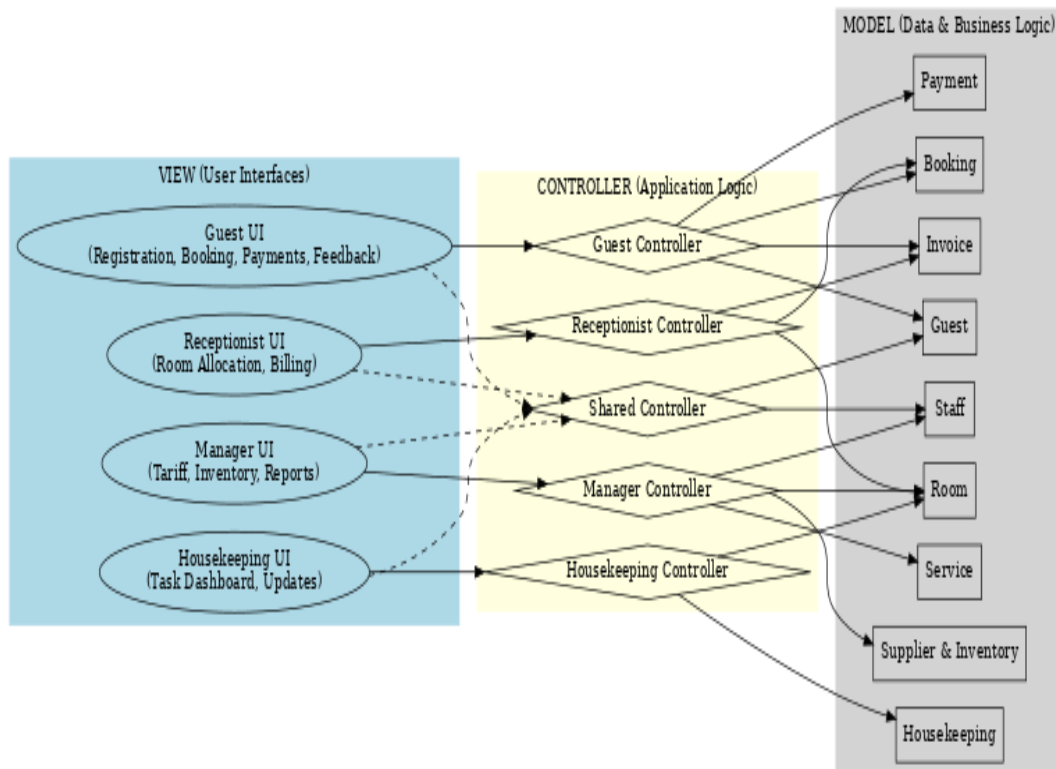 VIEW (User Interfaces)
Guest UI
(Registration, Booking, Payments, Feedback)
Receptionist UI
(Room Allocation, Billing)
Manager UI
(Tariff, Inventory, Reports)
Housekeeping UI
(Task Dashboard, Updates)
CONTROLLER (Application Logic)
Guest Controller
Receptionist Controller
Shared Controller
Manager Controller
Housekeeping Controller
MODEL (Data & Business Logic)
Payment
Booking
Invoice
Guest
Staff
Room
Service
Supplier & Inventory
Housekeeping